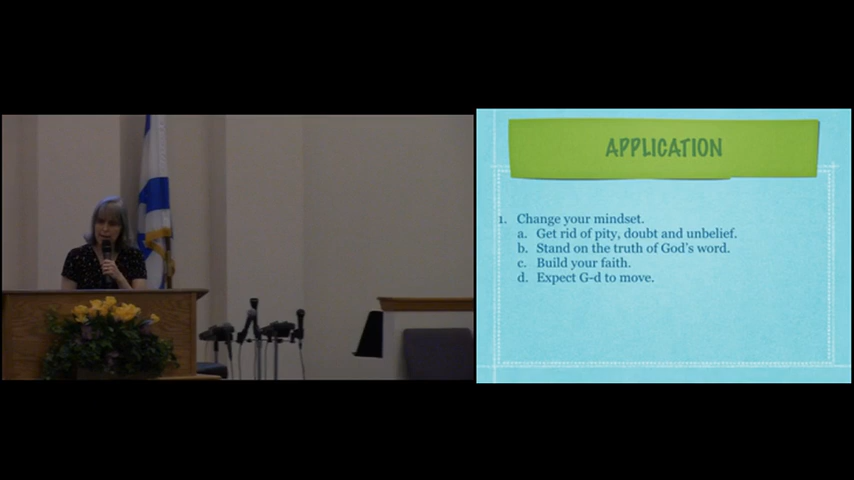 APPLICATION
1. Change your mindset.
a. Get rid of pity, doubt and unbelief.
b. Stand on the truth of God's word.
c. Build your faith.
d. Expect G-d to move.